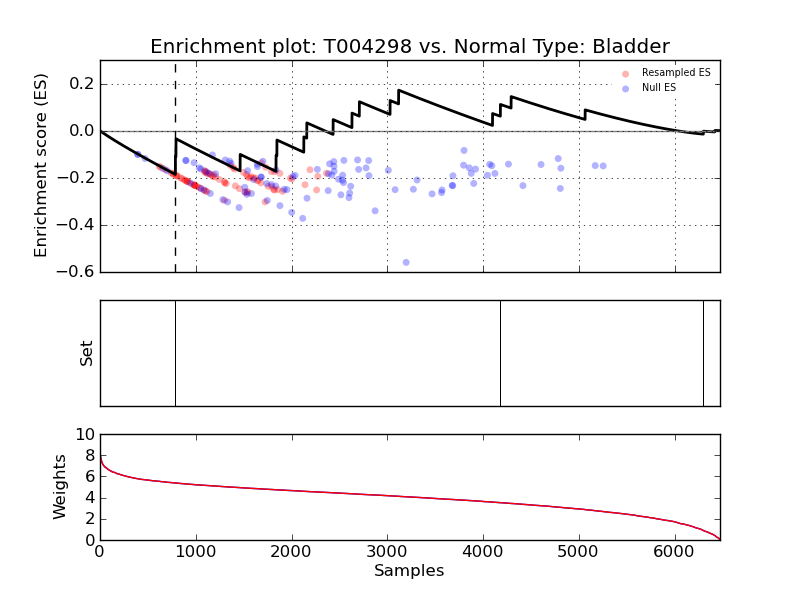 Enrichment plot: T004298 vs. Normal Type: Bladder
Enrichment score (ES)
0.2
0.0
−0.2
−0.4
−0.6
Resampled ES
Null ES
Set
Weights
10
8
6
4
2
0
0 1000 2000 3000 4000 5000 6000
Samples